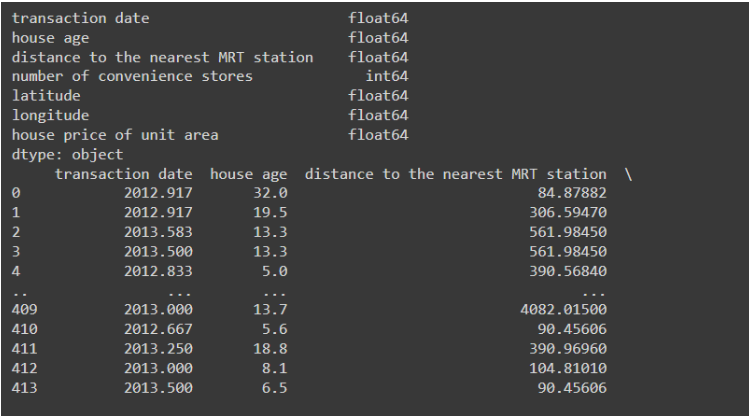 transaction date                          float64
house age                                 float64
distance to the nearest MRT station       float64
number of convenience stores                int64
latitude                                  float64
longitude                                 float64
house price of unit area                  float64
dtype: object
     transaction date  house age  distance to the nearest MRT station  \
0            2012.917       32.0                             84.87882
1            2012.917       19.5                            306.59470
2            2013.583       13.3                            561.98450
3            2013.500       13.3                            561.98450
4            2012.833        5.0                            390.56840
..                ...        ...                                  ...
409          2013.000       13.7                           4082.01500
410          2012.667        5.6                             90.45606
411          2013.250       18.8                            390.96960
412          2013.000        8.1                            104.81010
413          2013.500        6.5                             90.45606